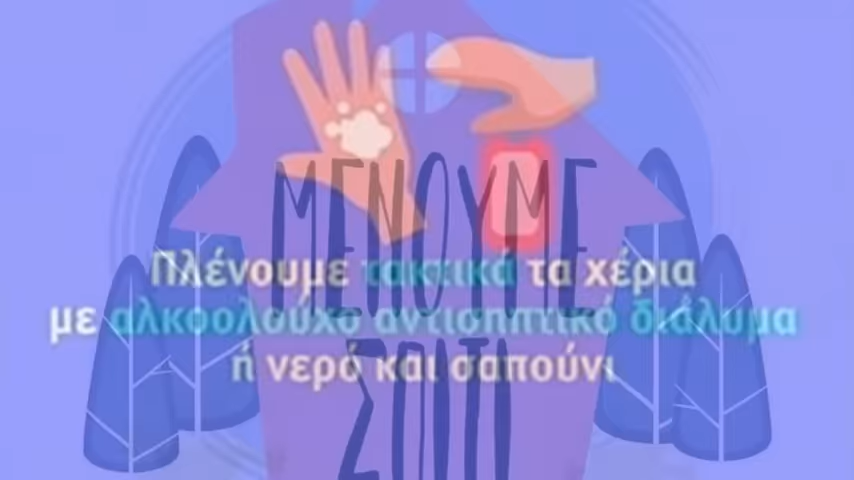 ΜΕΝΟΥΜΕ
ΣΠΙΤΙ
Πλένουμε τακτικά τα χέρια
με αλκοολούχο αντισηπτικό διάλυμα
ή νερό και σαπούνι